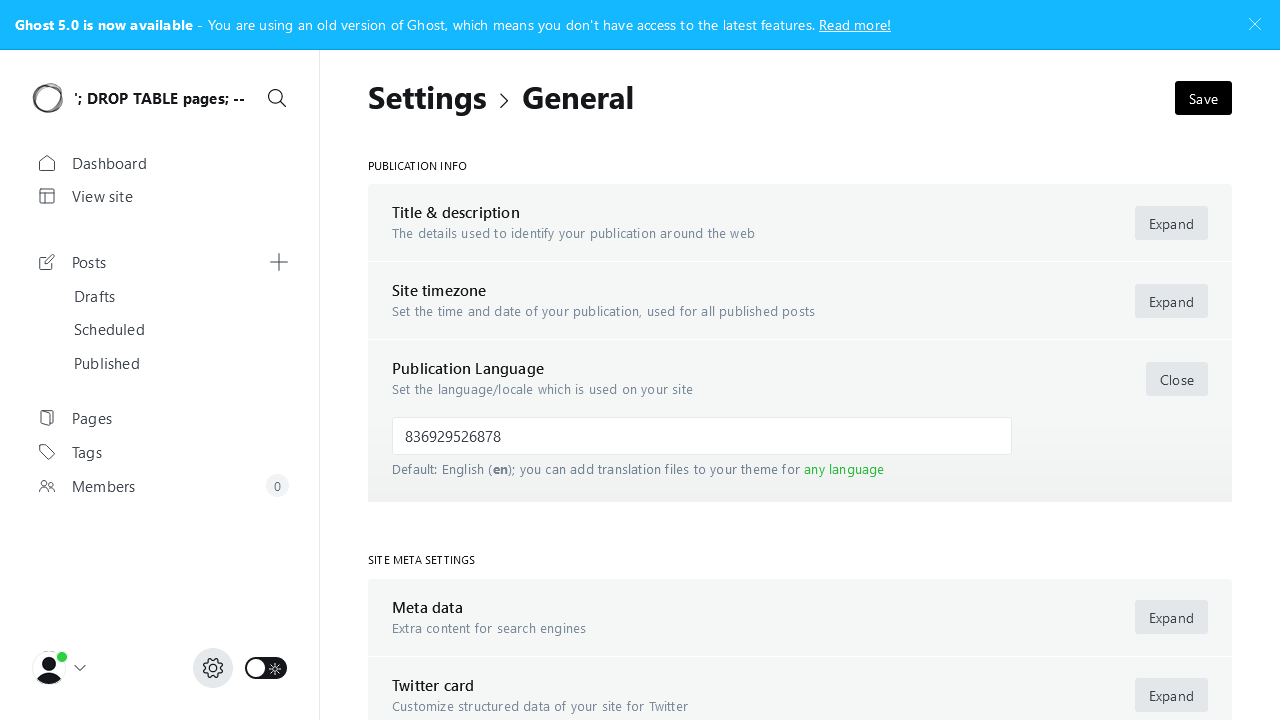 Ghost 5.0 is now available - You are using an old version of Ghost, which means you don't have access to the latest features. Read more!
'; DROP TABLE pages; --
Dashboard
View site
Posts
Drafts
Scheduled
Published
Pages
Tags
Members
0
Settings > General
Save
PUBLICATION INFO
Title & description
The details used to identify your publication around the web
Expand
Site timezone
Set the time and date of your publication, used for all published posts
Expand
Publication Language
Set the language/locale which is used on your site
Close
836929526878
Default: English (en); you can add translation files to your theme for any language
SITE META SETTINGS
Meta data
Extra content for search engines
Expand
Twitter card
Customize structured data of your site for Twitter
Expand